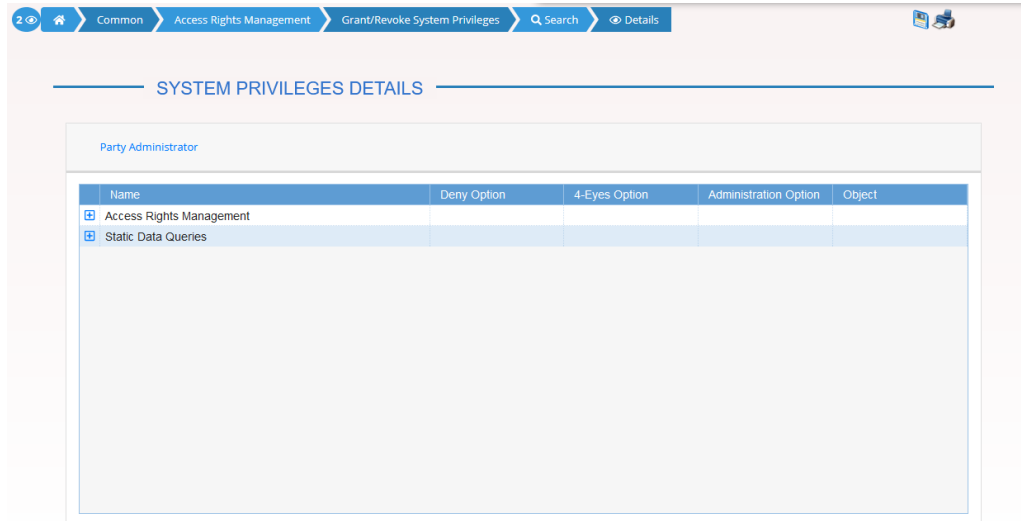 2 Common Access Rights Management Grant/Revoke System Privileges Search Details
SYSTEM PRIVILEGES DETAILS
Party Administrator
Name Deny Option 4-Eyes Option Administration Option Object
Access Rights Management
Static Data Queries